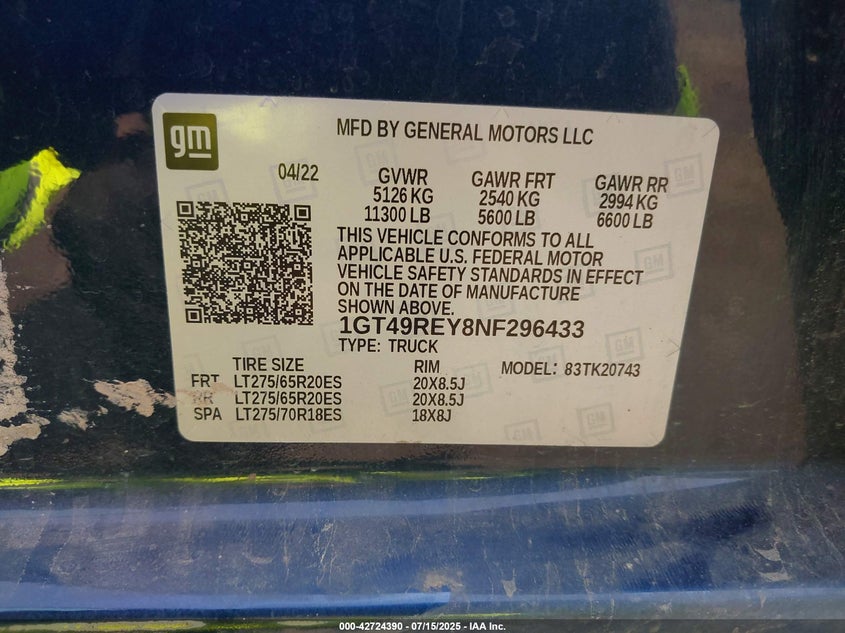 gm
MFD BY GENERAL MOTORS LLC
04/22
GVWR GAWR FRT GAWR RR
5126 KG 2540 KG 2994 KG
11300 LB 5600 LB 6600 LB
THIS VEHICLE CONFORMS TO ALL
APPLICABLE U.S. FEDERAL MOTOR
VEHICLE SAFETY STANDARDS IN EFFECT
ON THE DATE OF MANUFACTURE
SHOWN ABOVE.
1GT49REY8NF296433
TYPE: TRUCK
TIRE SIZE RIM MODEL: 83TK20743
FRT LT275/65R20ES 20X8.5J
RR LT275/65R20ES 20X8.5J
SPA LT275/70R18ES 18X8J
000-42724390 - 07/15/2025 - IAA Inc.